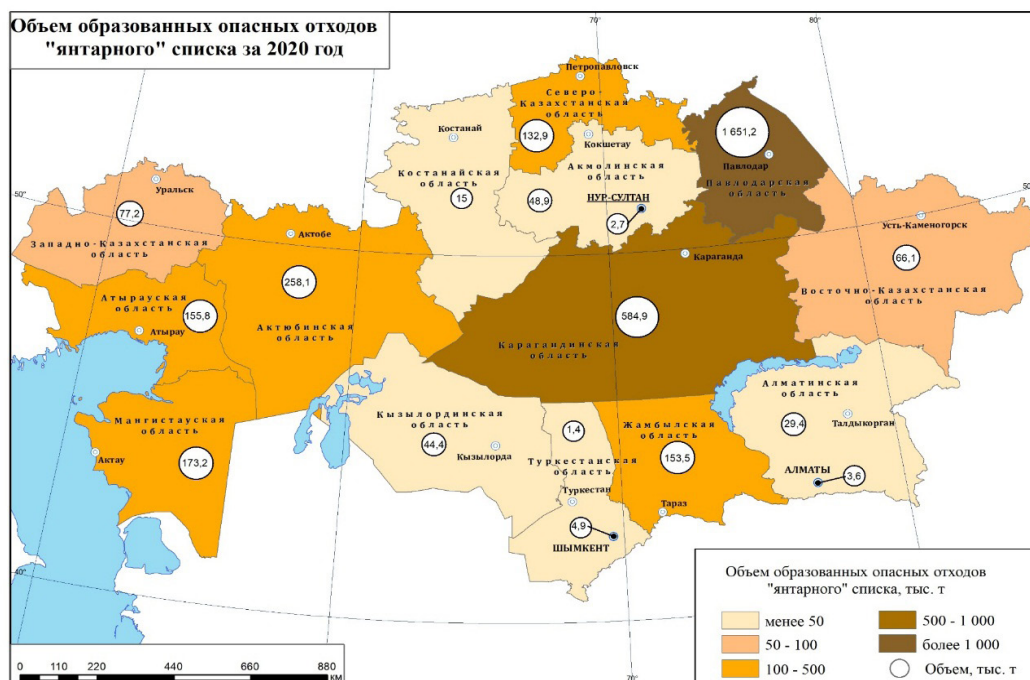 Объем образованных опасных отходов
"янтарного" списка за 2020 год
70°
80°
Петропавловск
Северо-
Казахстанская
область
132,9
Костанай
Костанайская
область
15
Кокшетау
Акмолинская
область
48,9
НУР-СУЛТАН
2,7
1 651,2
Павлодар
Павлодарская
область
50°
Уральск
77,2
Западно-Казахстанская
область
Актобе
258,1
Актюбинская
область
Атырауская
область
155,8
Атырау
Караганда
584,9
Карагандинская
область
50°
Усть-Каменогорск
66,1
Восточно-Казахстанская
область
Мангистауская
область
Актау
173,2
Кызылординская
область
44,4
Кызылорда
1,4
Туркестанская
область
Туркестан
4,9
ШЫМКЕНТ
Жамбылская
область
153,5
Тараз
Алматинская
область
29,4
Талдыкорган
АЛМАТЫ
3,6
40°
70°
Объем образованных опасных отходов
"янтарного" списка, тыс. т
менее 50
50 - 100
100 - 500
500 - 1 000
более 1 000
Объем, тыс. т
0 110 220 440 660 880
КМ